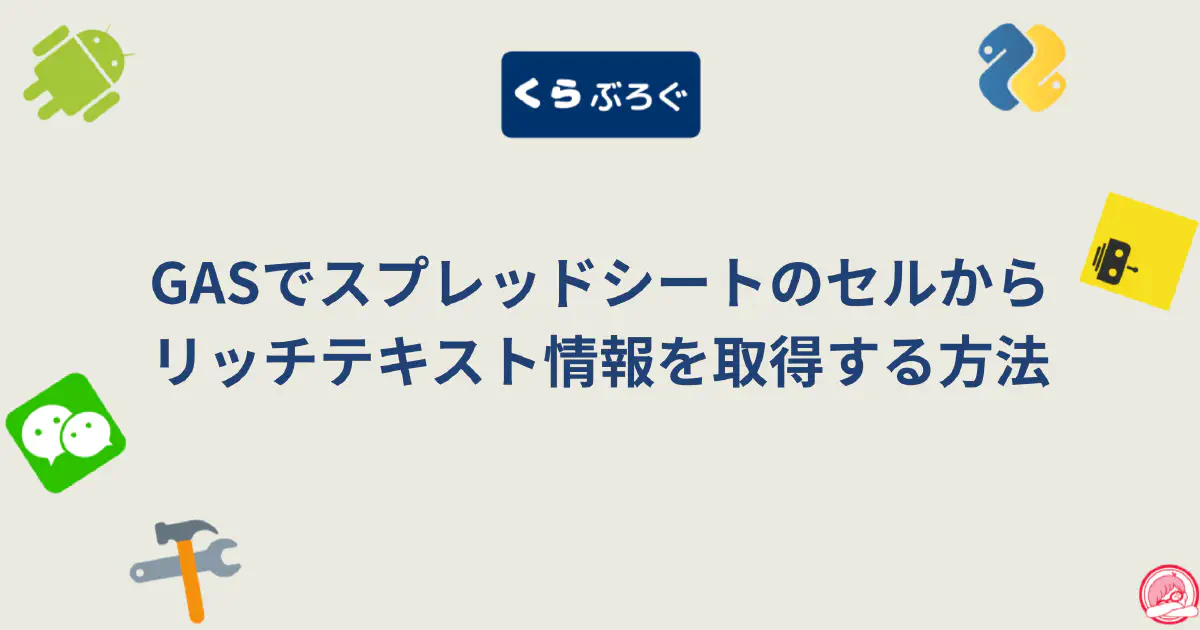 くらぶろぐ
GASでスプレッドシートのセルから
リッチテキスト情報を取得する方法